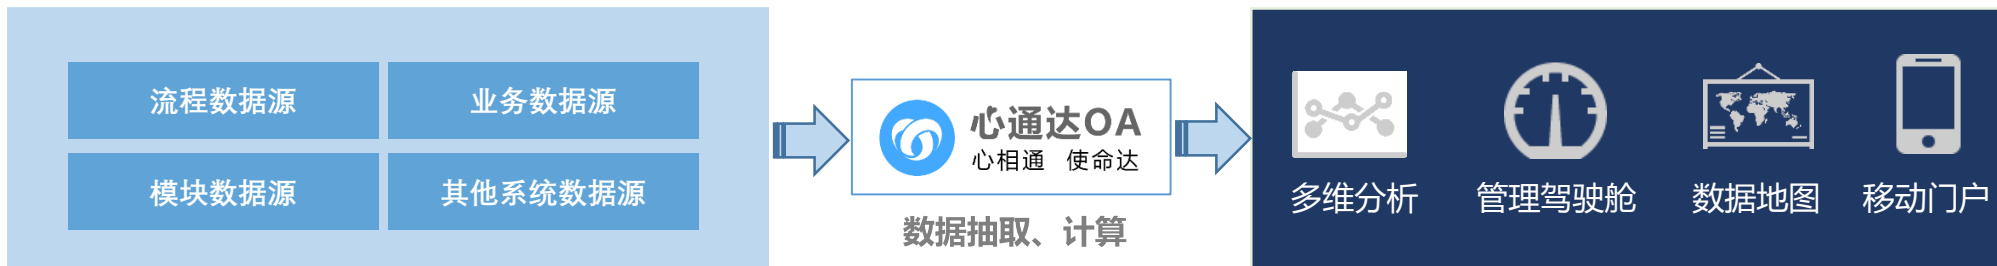 流程数据源
业务数据源
模块数据源
其他系统数据源
心通达OA
心相通 使命达
数据抽取、计算
多维分析
管理驾驶舱
数据地图
移动门户